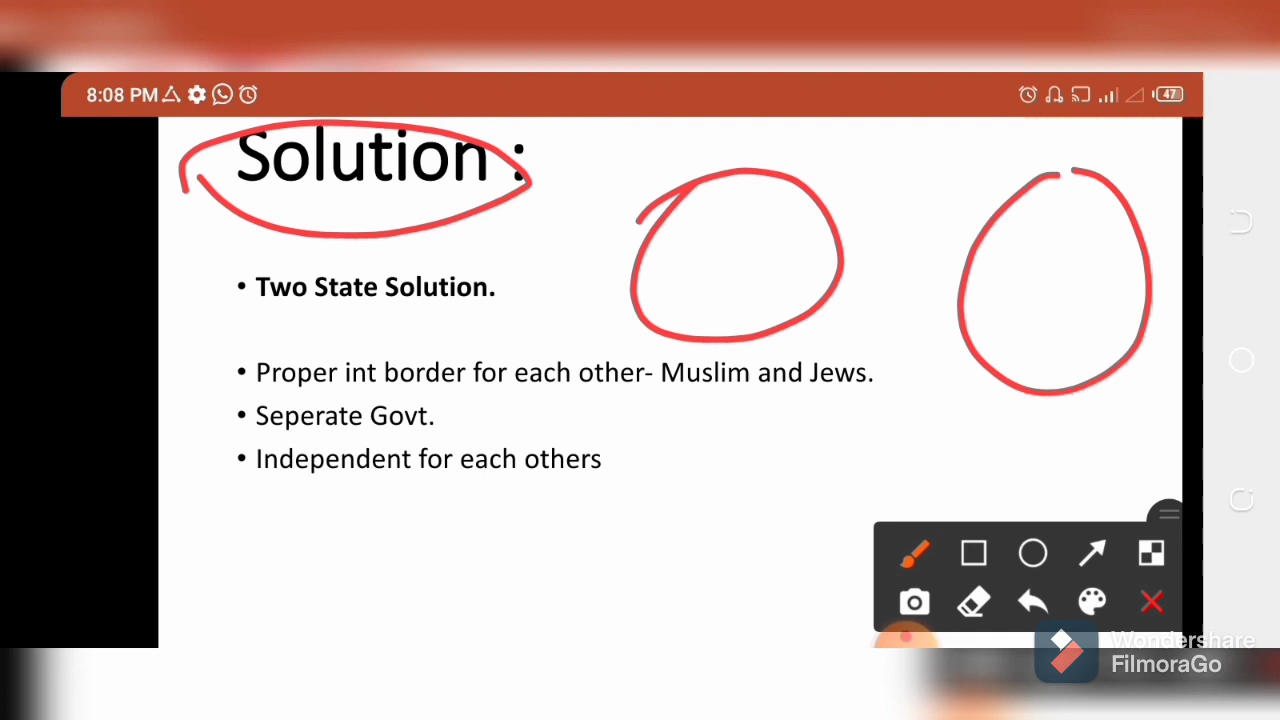 8:08 PM
47
Solution :
• Two State Solution.
• Proper int border for each other- Muslim and Jews.
• Seperate Govt.
• Independent for each others
Wondershare
FilmoraGo